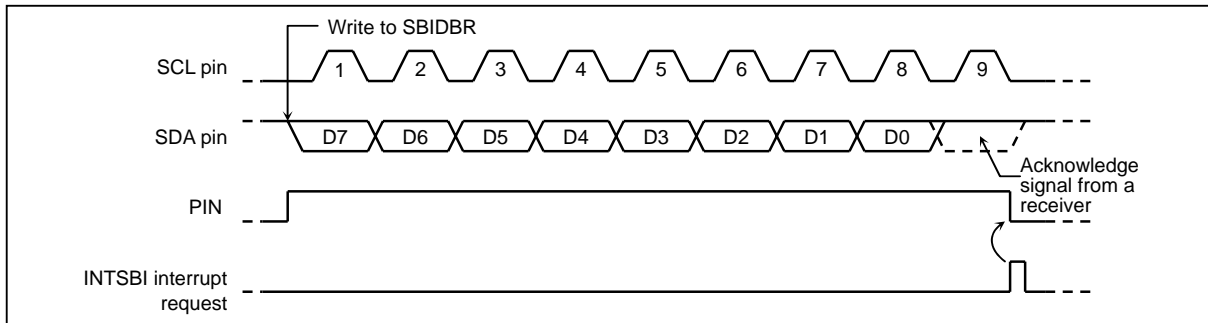 Write to SBIDBR
SCL pin
1 2 3 4 5 6 7 8 9
SDA pin
D7 D6 D5 D4 D3 D2 D1 D0
Acknowledge
signal from a
receiver
PIN
INTSBI interrupt
request